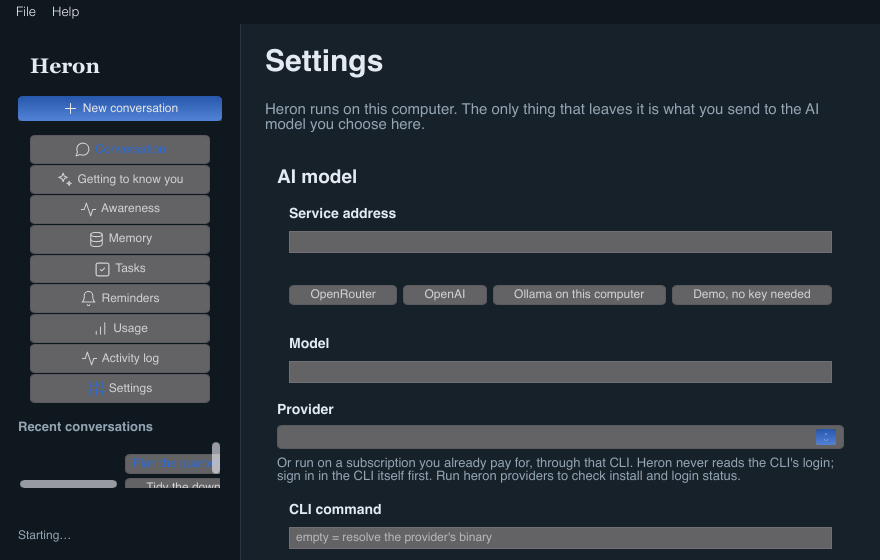 File Help
Heron
New conversation
Conversation
Getting to know you
Awareness
Memory
Tasks
Reminders
Usage
Activity log
Settings
Recent conversations
Tidy the down
Starting...
Settings
Heron runs on this computer. The only thing that leaves it is what you send to the AI
model you choose here.
AI model
Service address
OpenRouter OpenAI Ollama on this computer Demo, no key needed
Model
Provider
Or run on a subscription you already pay for, through that CLI. Heron never reads the CLI's login;
sign in in the CLI itself first. Run heron providers to check install and login status.
CLI command
empty = resolve the provider's binary